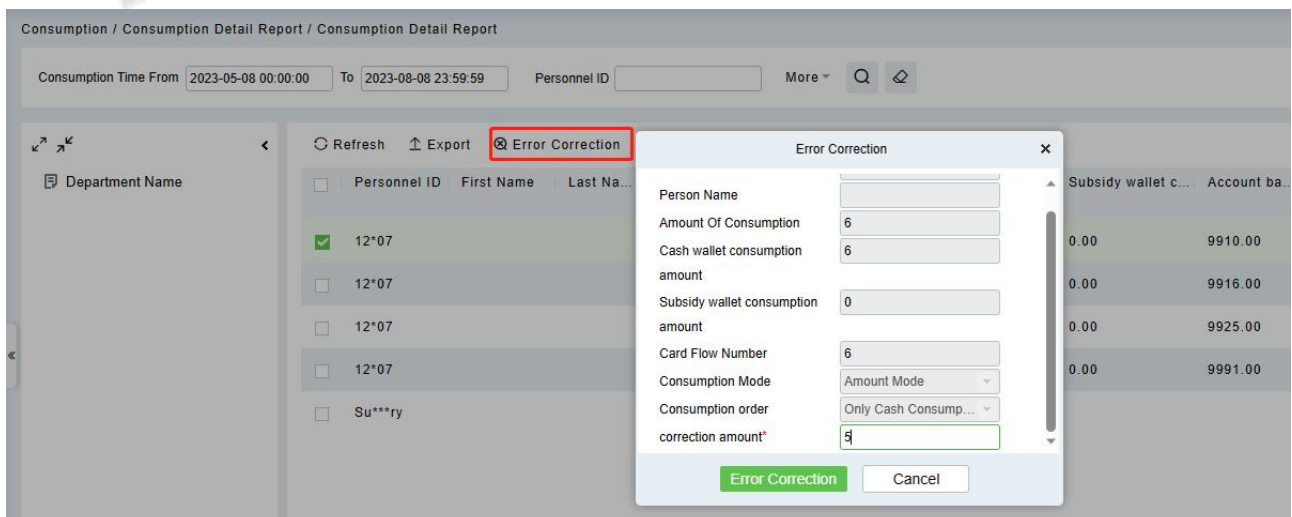 Consumption / Consumption Detail Report / Consumption Detail Report
Consumption Time From 2023-05-08 00:00:00 To 2023-08-08 23:59:59 Personnel ID More
Refresh Export Error Correction
Department Name
Personnel ID First Name Last Na... Subsidy wallet c... Account ba...
12*07 0.00 9910.00
12*07 0.00 9916.00
12*07 0.00 9925.00
12*07 0.00 9991.00
Su***ry
Error Correction
Person Name
Amount Of Consumption 6
Cash wallet consumption 6
amount
Subsidy wallet consumption 0
amount
Card Flow Number 6
Consumption Mode Amount Mode
Consumption order Only Cash Consump...
correction amount* 5
Error Correction Cancel